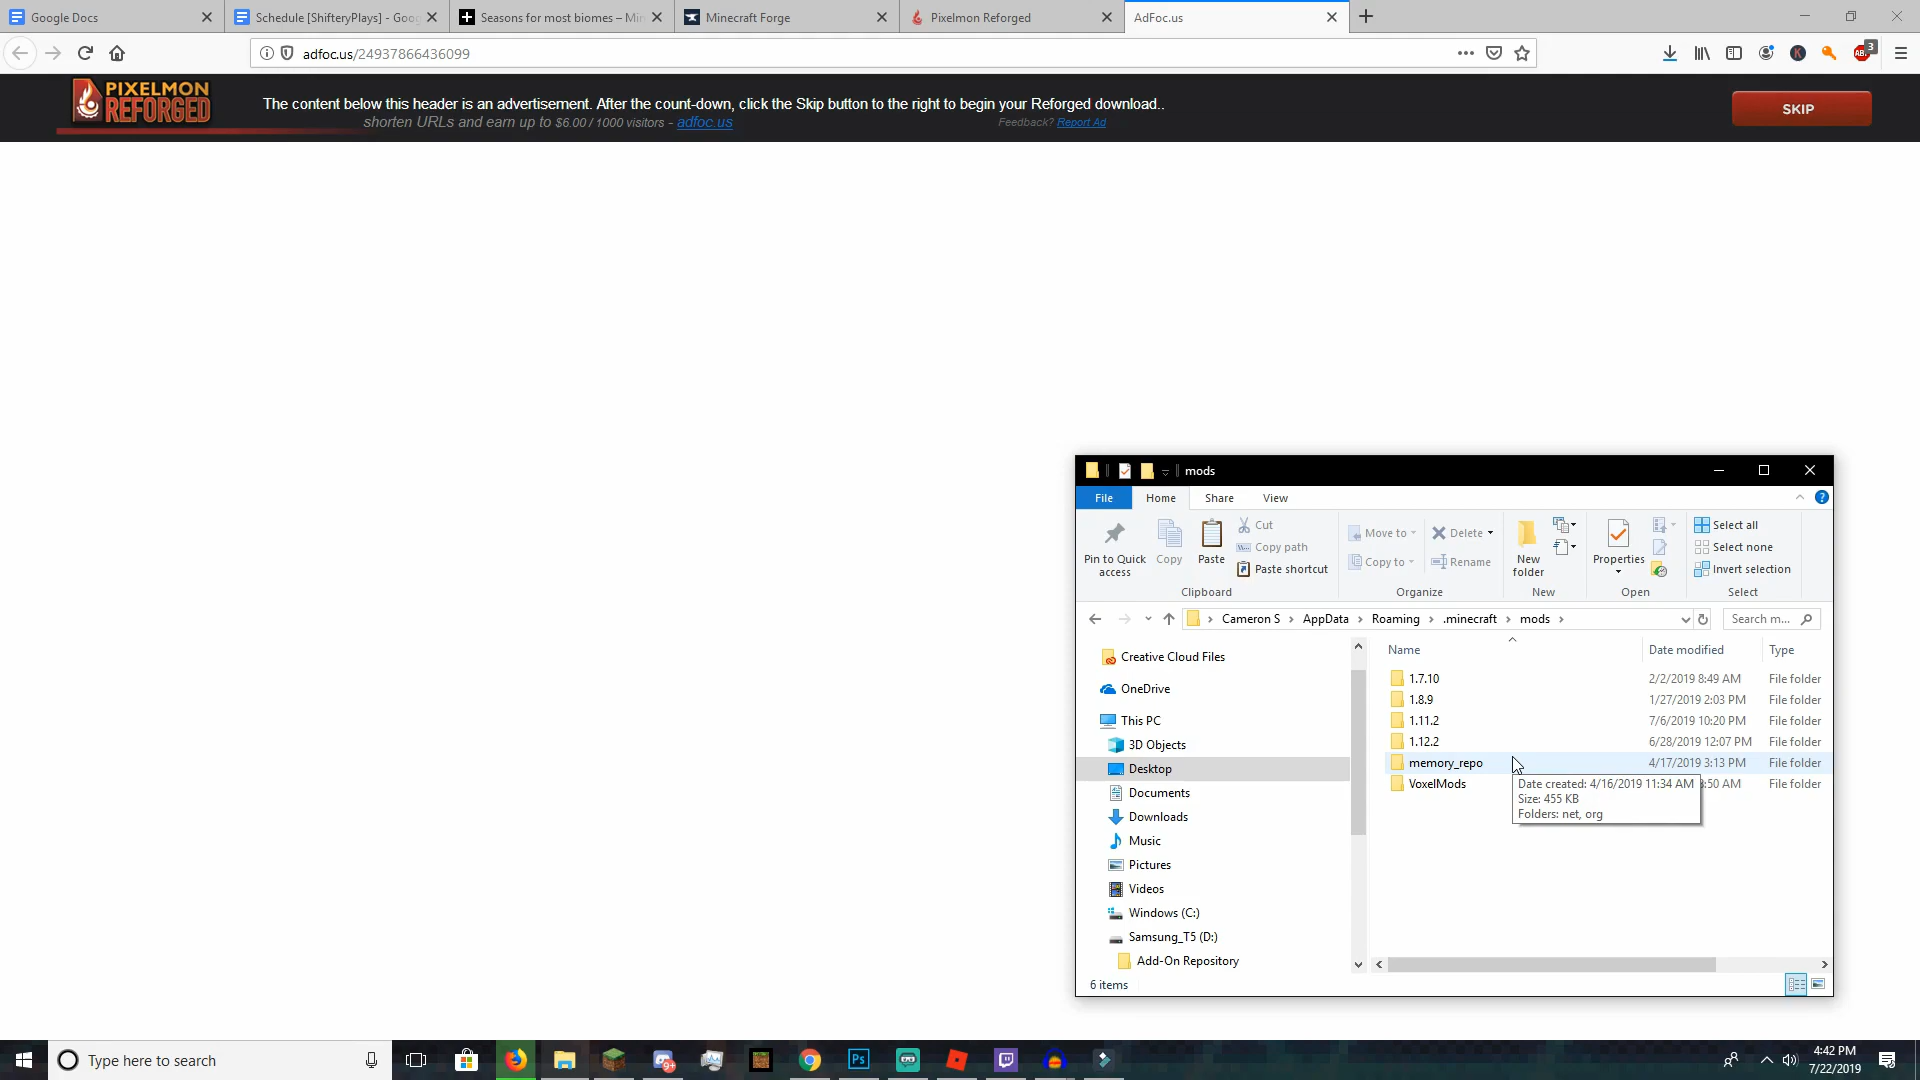 Google Docs
Schedule [ShifteryPlays] - Goog
Seasons for most biomes – Min
Minecraft Forge
Pixelmon Reforged
AdFoc.us
adfoc.us/24937866436099
3
PIXELMON
REFORGED
The content below this header is an advertisement. After the count-down, click the Skip button to the right to begin your Reforged download..
shorten URLs and earn up to $6.00 / 1000 visitors - adfoc.us
Feedback? Report Ad
SKIP
mods
File Home Share View
Pin to Quick access
Copy
Paste
Cut
Copy path
Paste shortcut
Move to
Copy to
Delete
Rename
New folder
Properties
Select all
Select none
Invert selection
Clipboard Organize New Open Select
Cameron S AppData Roaming .minecraft mods
Search m...
Creative Cloud Files
OneDrive
This PC
3D Objects
Desktop
Documents
Downloads
Music
Pictures
Videos
Windows (C:)
Samsung_T5 (D:)
Add-On Repository
Name Date modified Type
1.7.10 2/2/2019 8:49 AM File folder
1.8.9 1/27/2019 2:03 PM File folder
1.11.2 7/6/2019 10:20 PM File folder
1.12.2 6/28/2019 12:07 PM File folder
memory_repo 4/17/2019 3:13 PM File folder
VoxelMods :50 AM File folder
Date created: 4/16/2019 11:34 AM
Size: 455 KB
Folders: net, org
6 items
Type here to search
Ps
4:42 PM
7/22/2019